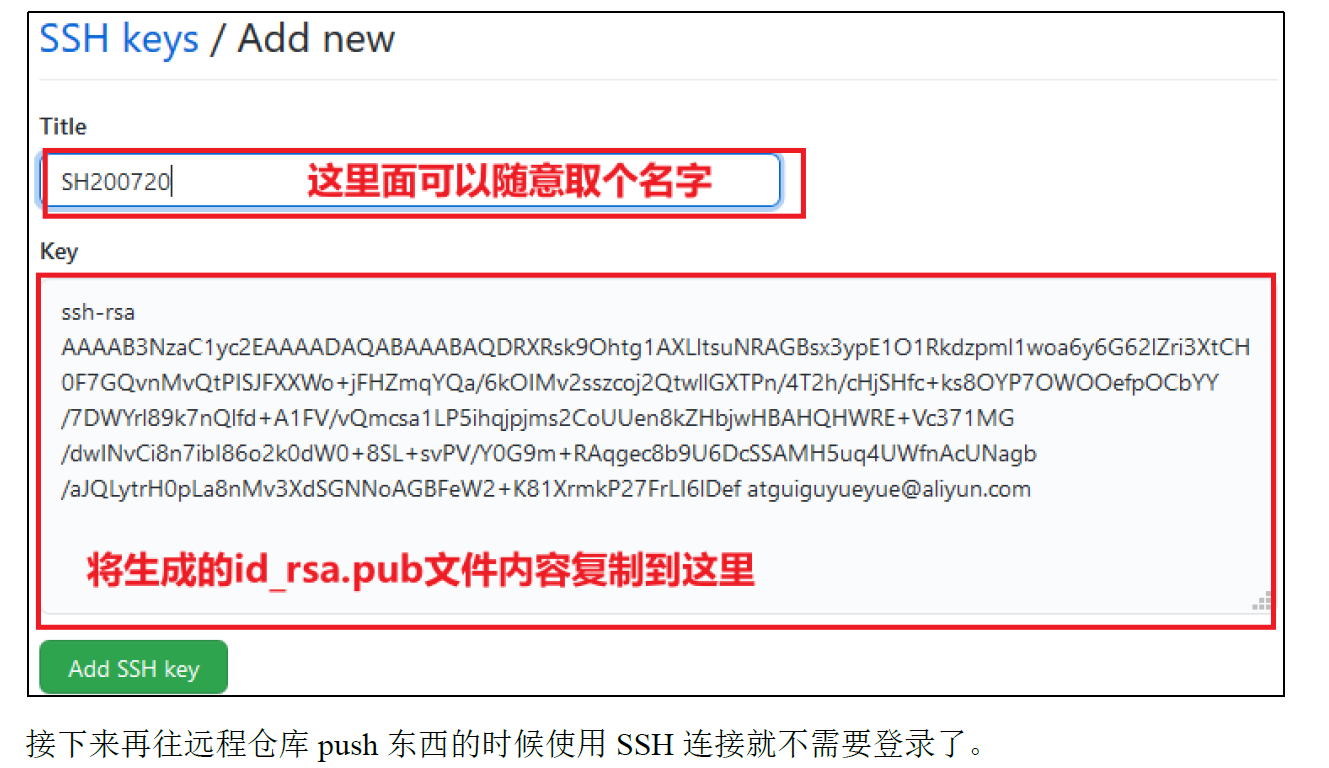 SSH keys / Add new
Title
SH200720
这里面可以随意取个名字
Key
ssh-rsa
AAAAB3NzaC1yc2EAAAADAQABAAABAQDRXRsk9Ohtg1AXLltsuNRAGBsx3ypE1O1Rkdzpml1woa6y6G62lZri3XtCH
0F7GQvnMvQtPlSJFXXWo+jFHZmqYQa/6kOIMv2sszcoj2QtwllGXTPn/4T2h/cHjSHfc+ks8OYP7OWOOefpOCbYY
/7DWYrl89k7nQlfd+A1FV/vQmcsa1LP5ihqjpjms2CoUUen8kZHbjwHBAHQHWRE+Vc371MG
/dwINvCi8n7ibI86o2k0dW0+8SL+svPV/Y0G9m+RAqgec8b9U6DcSSAMH5uq4UWfnAcUNagb
/aJQLytrH0pLa8nMv3XdSGNNoAGBFeW2+K81XrmkP27FrLI6lDef atguiguyueyue@aliyun.com
将生成的id_rsa.pub文件内容复制到这里
Add SSH key
接下来再往远程仓库 push 东西的时候使用 SSH 连接就不需要登录了。